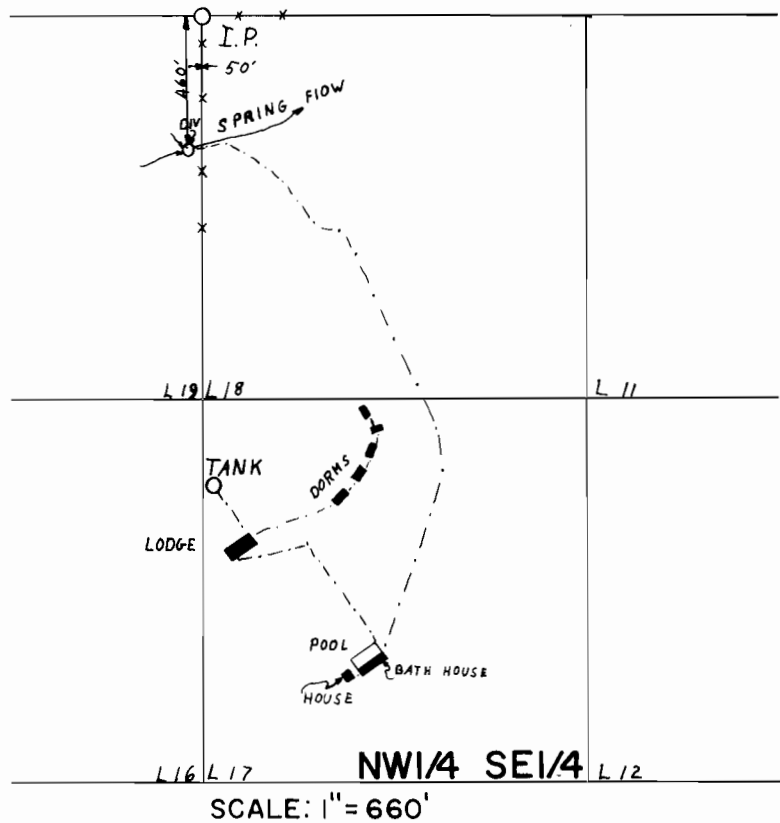 I.P.
50'
460'
DIV
SPRING FlOW
L 19 L 18
L 11
TANK
DORMS
LODGE
POOL
BATH HOUSE
HOUSE
NW1/4 SE1/4
L 16 L 17
L 12
SCALE: 1"=660'